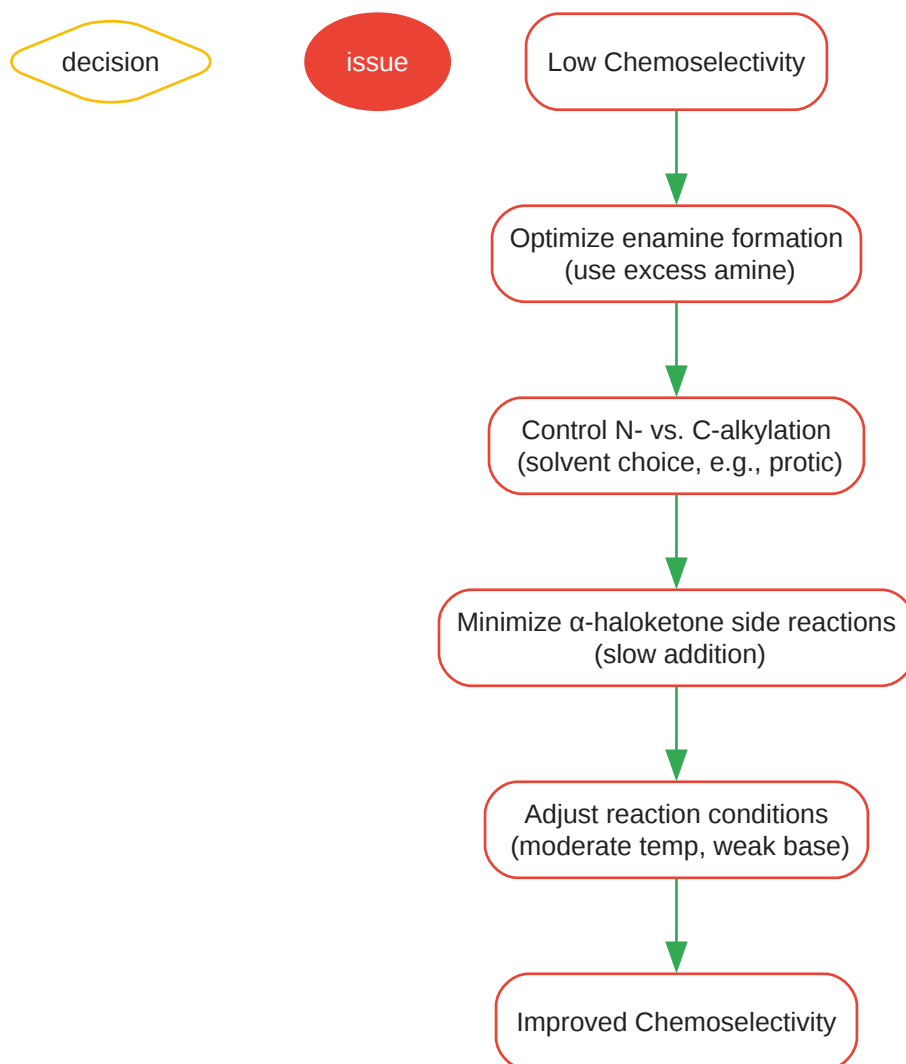 decision
issue
Low Chemoselectivity
Optimize enamine formation
(use excess amine)
Control N- vs. C-alkylation
(solvent choice, e.g., protic)
Minimize α-haloketone side reactions
(slow addition)
Adjust reaction conditions
(moderate temp, weak base)
Improved Chemoselectivity